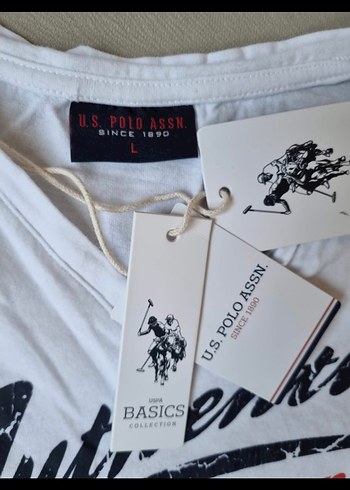 U.S. POLO ASSN.
SINCE 1890
L
U.S. POLO ASSN.
SINCE 1890
USPA
BASICS
COLLECTION